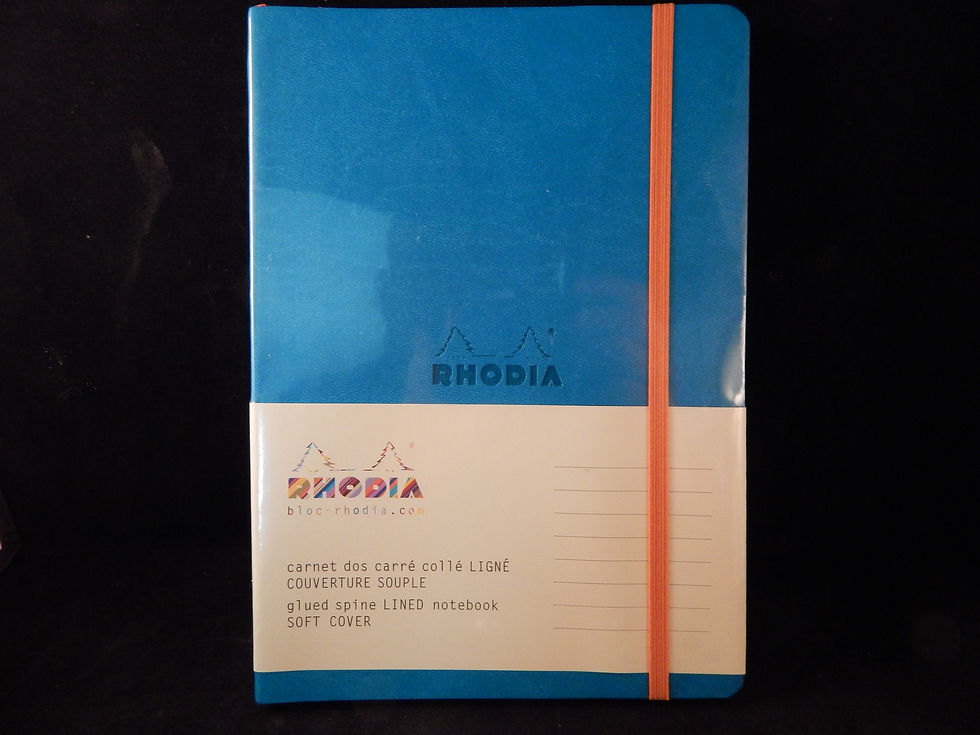 RHODIA
RHODIA
bloc-rhodia.com
carnet dos carré collé LIGNÉ
COUVERTURE SOUPLE
glued spine LINED notebook
SOFT COVER